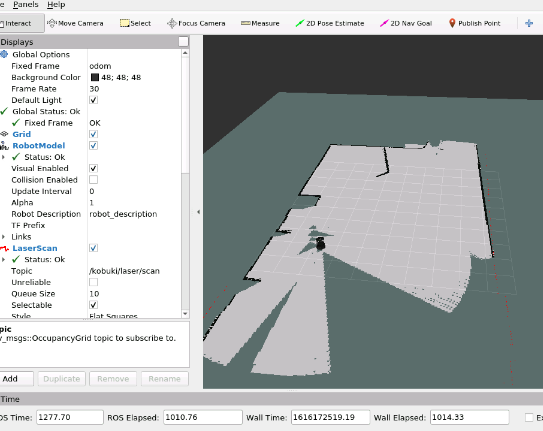 e Panels Help
Interact Move Camera Select Focus Camera Measure 2D Pose Estimate 2D Nav Goal Publish Point
Displays
Global Options
Fixed Frame odom
Background Color 48; 48; 48
Frame Rate 30
Default Light
Global Status: Ok
Fixed Frame OK
Grid
RobotModel
Status: Ok
Visual Enabled
Collision Enabled
Update Interval 0
Alpha 1
Robot Description robot_description
TF Prefix
Links
LaserScan
Status: Ok
Topic /kobuki/laser/scan
Unreliable
Queue Size 10
Selectable
Style Flat Squares
pic
v_msgs::OccupancyGrid topic to subscribe to.
Add Duplicate Remove Rename
Time
OS Time: 1277.70 ROS Elapsed: 1010.76 Wall Time: 1616172519.19 Wall Elapsed: 1014.33